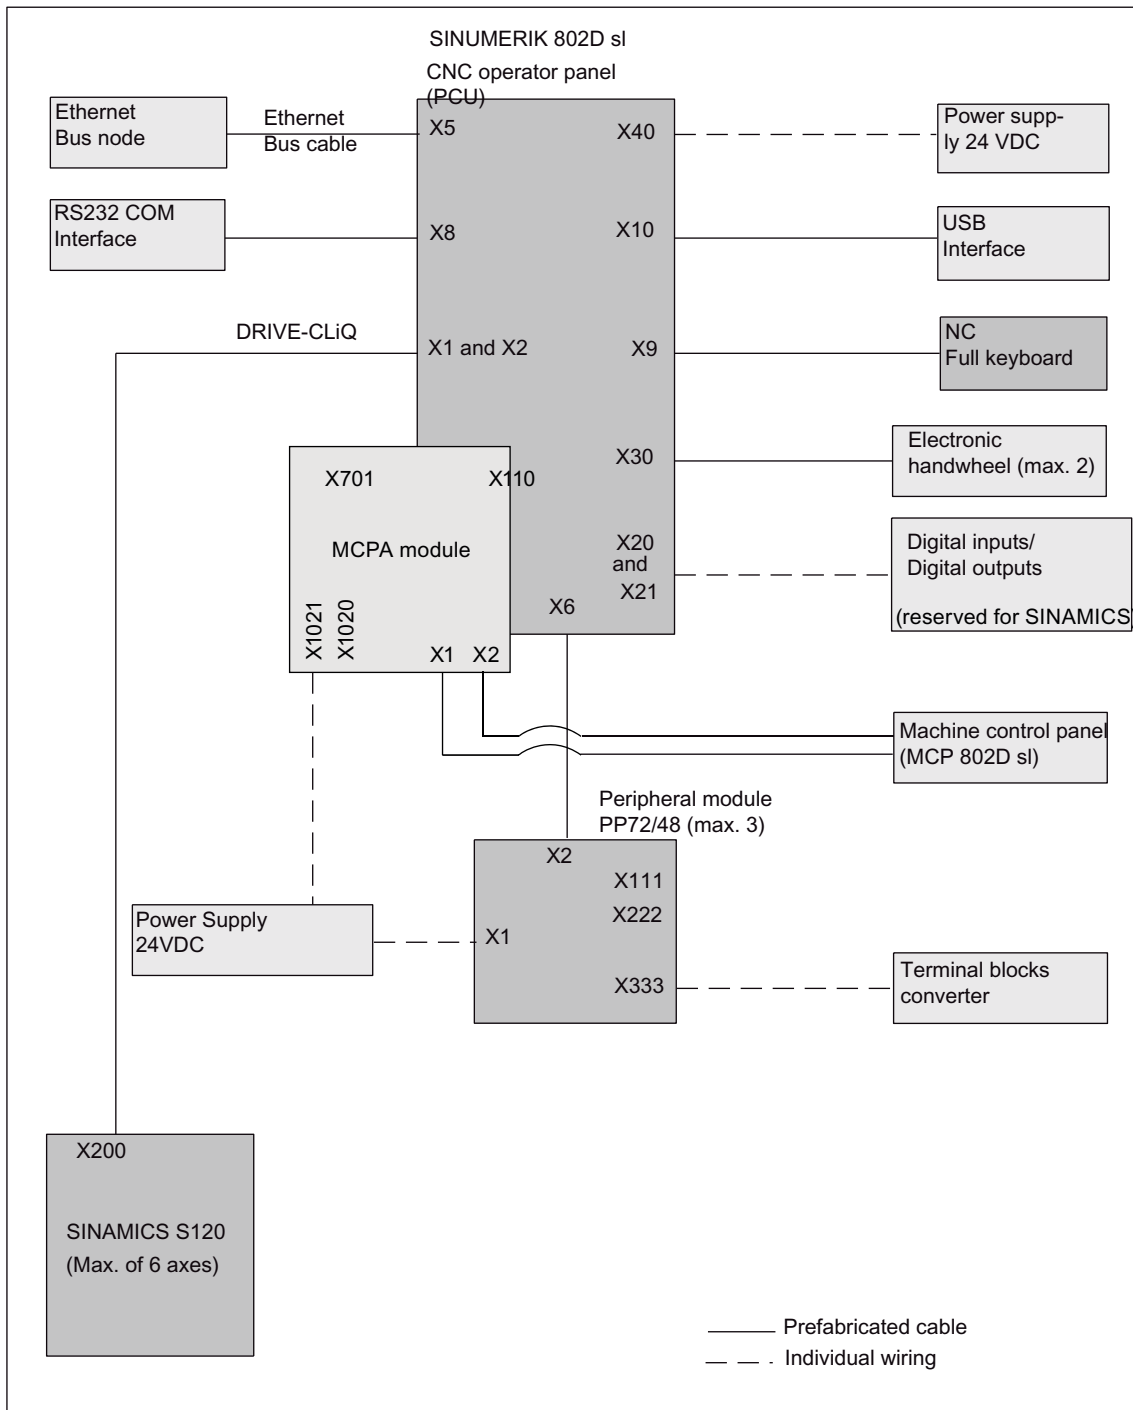 SINUMERIK 802D sl
CNC operator panel
(PCU)
Ethernet
Bus node
Ethernet
Bus cable
X5
X40
Power supp-
ly 24 VDC
RS232 COM
Interface
X8
X10
USB
Interface
DRIVE-CLiQ
X1 and X2
X9
NC
Full keyboard
X30
Electronic
handwheel (max. 2)
X701
X110
MCPA module
X20
and
X21
Digital inputs/
Digital outputs
(reserved for SINAMICS)
X1021
X1020
X1
X2
X6
Machine control panel
(MCP 802D sl)
Peripheral module
PP72/48 (max. 3)
X2
X111
X222
X1
X333
Power Supply
24VDC
Terminal blocks
converter
X200
SINAMICS S120
(Max. of 6 axes)
Prefabricated cable
Individual wiring